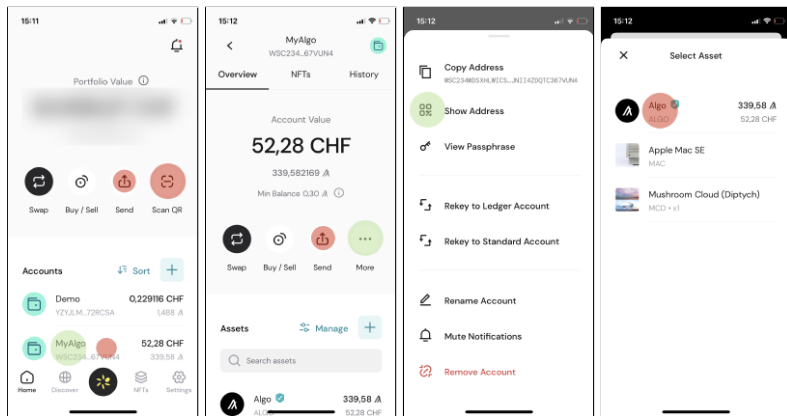 15:11
Portfolio Value
Swap
Buy / Sell
Send
Scan QR
Accounts
Sort
Demo
0,229116 CHF
YZYJLM...72RCSA
1,488
MyAlgo
52,28 CHF
WSC234...67VUN4
339,58
Home
Discover
NFTs
Settings
15:12
MyAlgo
WSC234...67VUN4
Overview
NFTs
History
Account Value
52,28 CHF
339,582169
Min Balance 0,30
Swap
Buy / Sell
Send
More
Assets
Manage
Search assets
Algo
339,58
ALGO
52,28 CHF
15:12
Copy Address
Show Address
View Passphrase
Rekey to Ledger Account
Rekey to Standard Account
Rename Account
Mute Notifications
Remove Account
15:12
Select Asset
Algo
339,58
ALGO
52,28 CHF
Apple Mac SE
MAC
Mushroom Cloud (Diptych)
MCD • x1